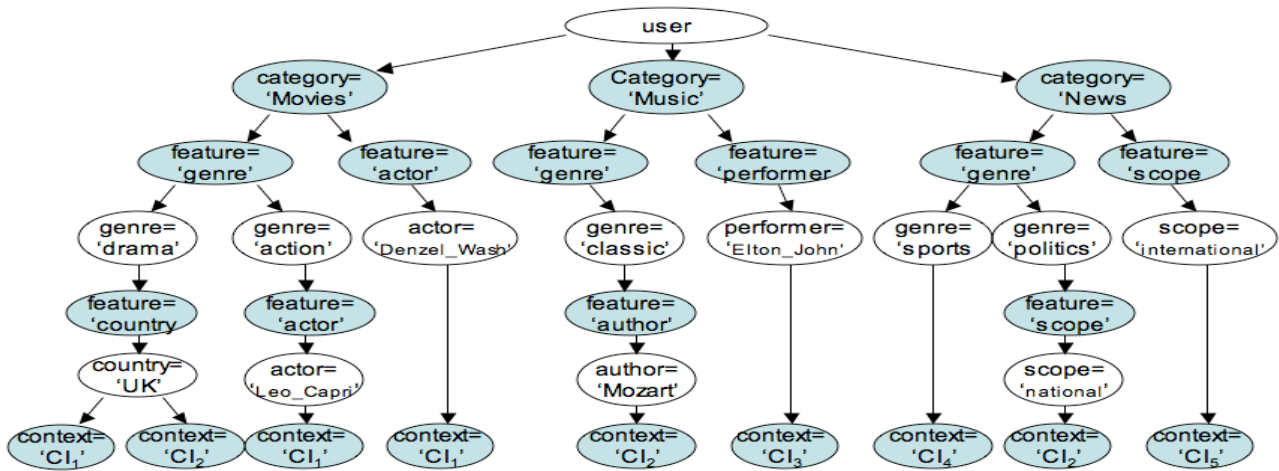 user
category=
‘Movies’
Category=
‘Music’
category=
‘News
feature=
‘genre’
feature=
‘actor’
feature=
‘genre’
feature=
‘performer
feature=
‘genre’
feature=
‘scope
genre=
‘drama’
genre=
‘action’
actor=
‘Denzel_Wash’
genre=
‘classic’
performer=
‘Elton_John’
genre=
‘sports
genre=
‘politics’
scope=
‘international’
feature=
‘country
feature=
‘actor’
feature=
‘author’
feature=
‘scope’
country=
‘UK’
actor=
‘Leo_Capri’
author=
‘Mozart’
scope=
‘national’
context=
‘CI₁’
context=
‘CI₂’
context=
‘CI₁’
context=
‘CI₁’
context=
‘CI₂’
context=
‘CI₃’
context=
‘CI₄’
context=
‘CI₂’
context=
‘CI₅’